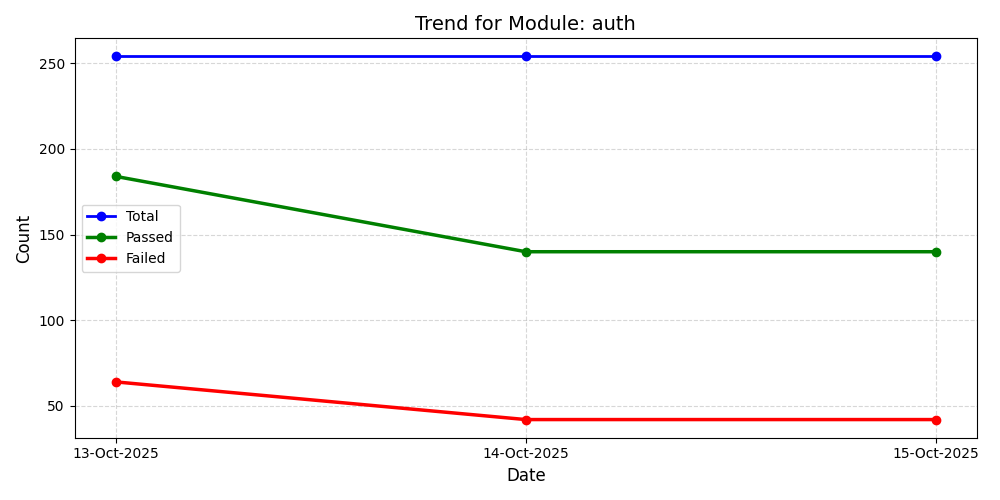 Trend for Module: auth
250
200
150
100
50
Count
Total
Passed
Failed
13-Oct-2025
14-Oct-2025
15-Oct-2025
Date